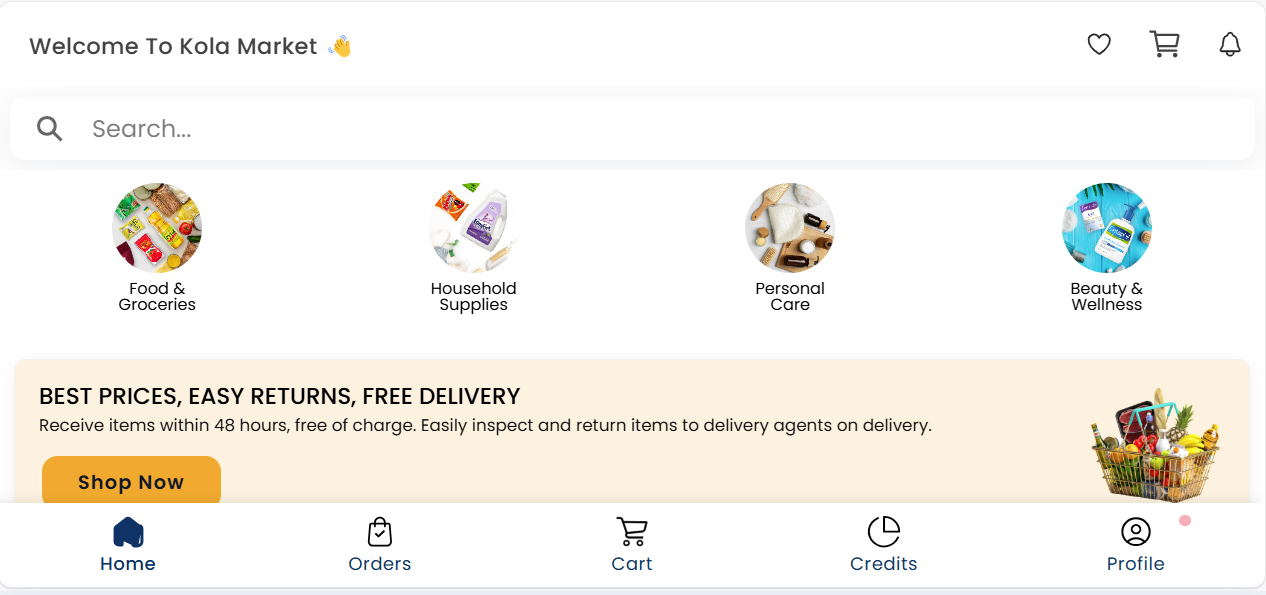 Welcome To Kola Market 👋
Search...
Food &
Groceries
Household
Supplies
Personal
Care
Beauty &
Wellness
BEST PRICES, EASY RETURNS, FREE DELIVERY
Receive items within 48 hours, free of charge. Easily inspect and return items to delivery agents on delivery.
Shop Now
Home
Orders
Cart
Credits
Profile